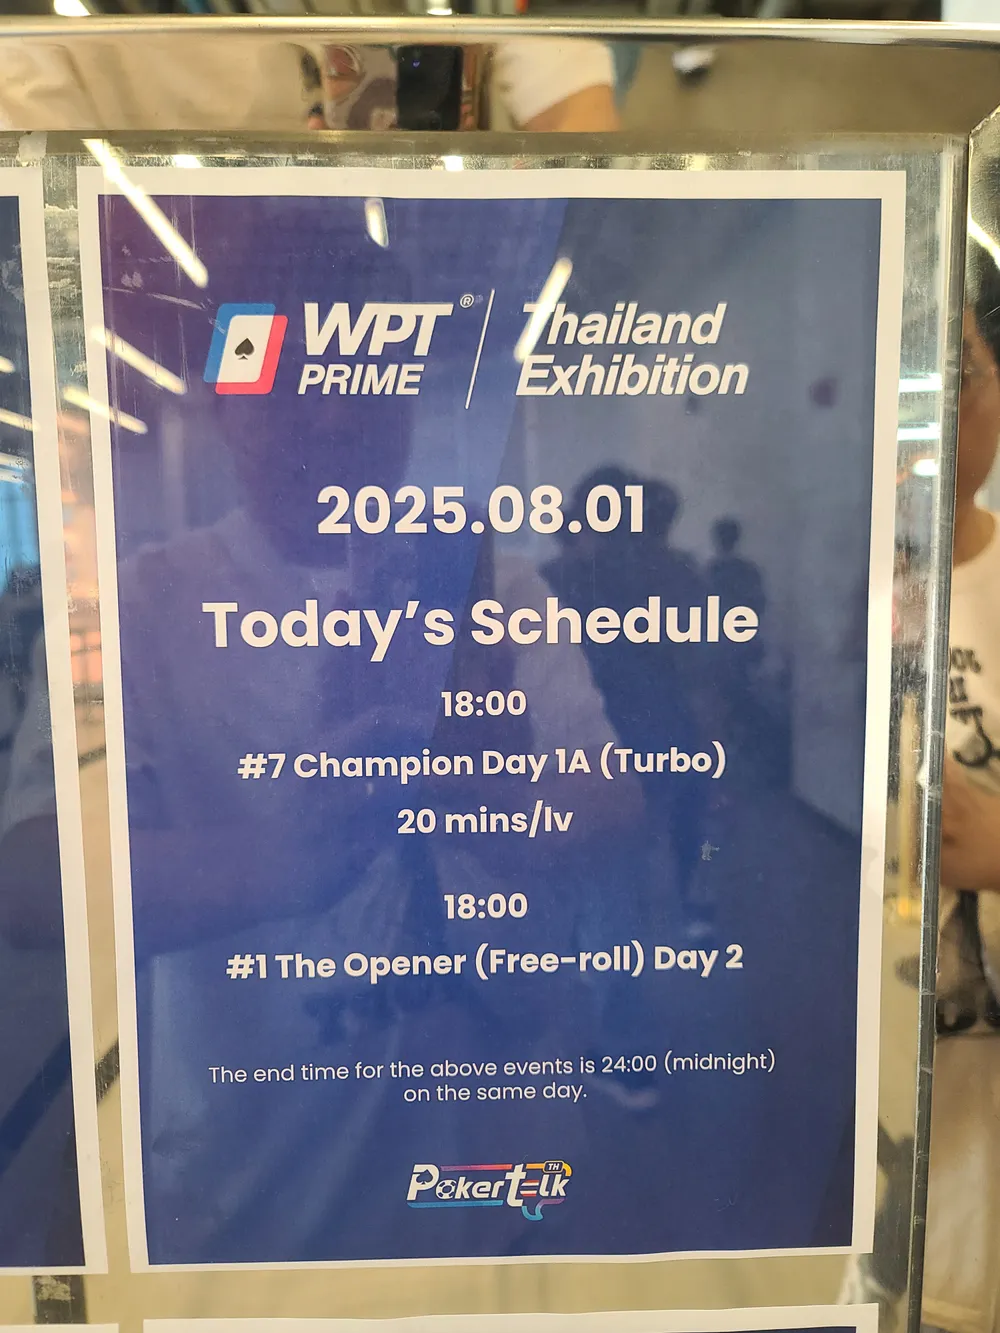 WPT®
PRIME
Thailand
Exhibition
2025.08.01
Today's Schedule
18:00
#7 Champion Day 1A (Turbo)
20 mins/lv
18:00
#1 The Opener (Free-roll) Day 2
The end time for the above events is 24:00 (midnight)
on the same day.
TH
Pokertalk